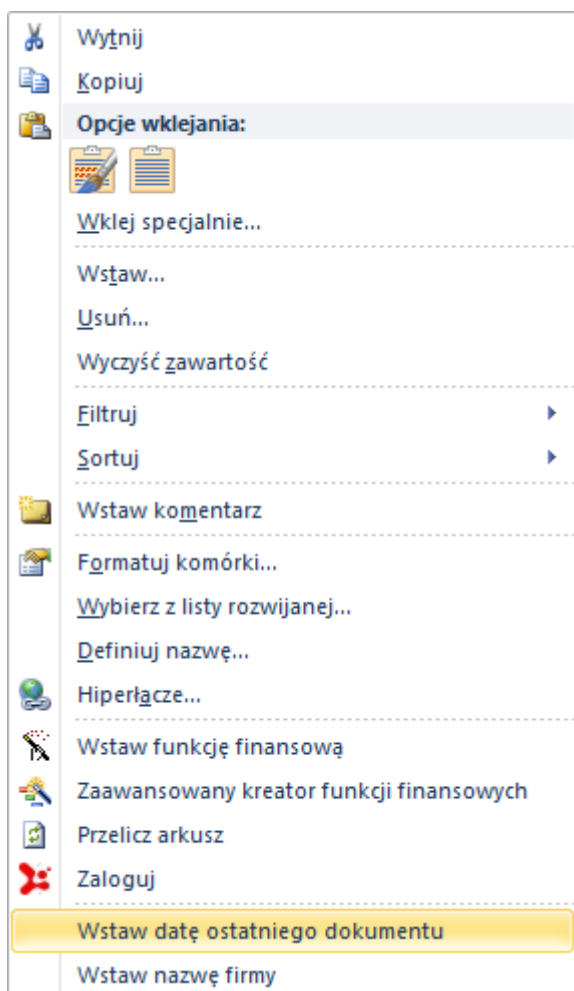 Wytnij
Kopiuj
Opcje wklejania:
Wklej specjalnie...
Wstaw...
Usuń...
Wyczyść zawartość
Filtruj
Sortuj
Wstaw komentarz
Formatuj komórki...
Wybierz z listy rozwijanej...
Definiuj nazwę...
Hiperłącze...
Wstaw funkcję finansową
Zaawansowany kreator funkcji finansowych
Przelicz arkusz
Zaloguj
Wstaw datę ostatniego dokumentu
Wstaw nazwę firmy